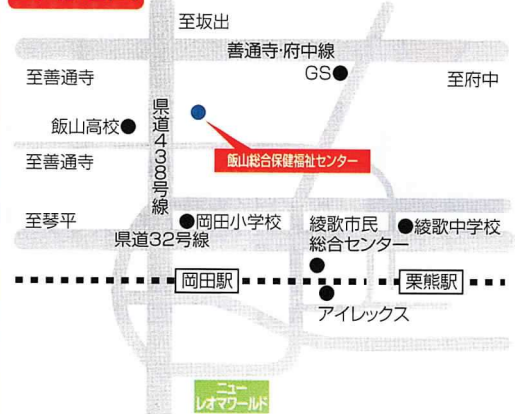 至坂出
善通寺・府中線
GS
至善通寺
至府中
飯山高校
県道438号線
飯山総合保健福祉センター
至善通寺
至琴平
岡田小学校
綾歌市民
総合センター
綾歌中学校
県道32号線
岡田駅
栗熊駅
アイレックス
ニュー
レオマワールド